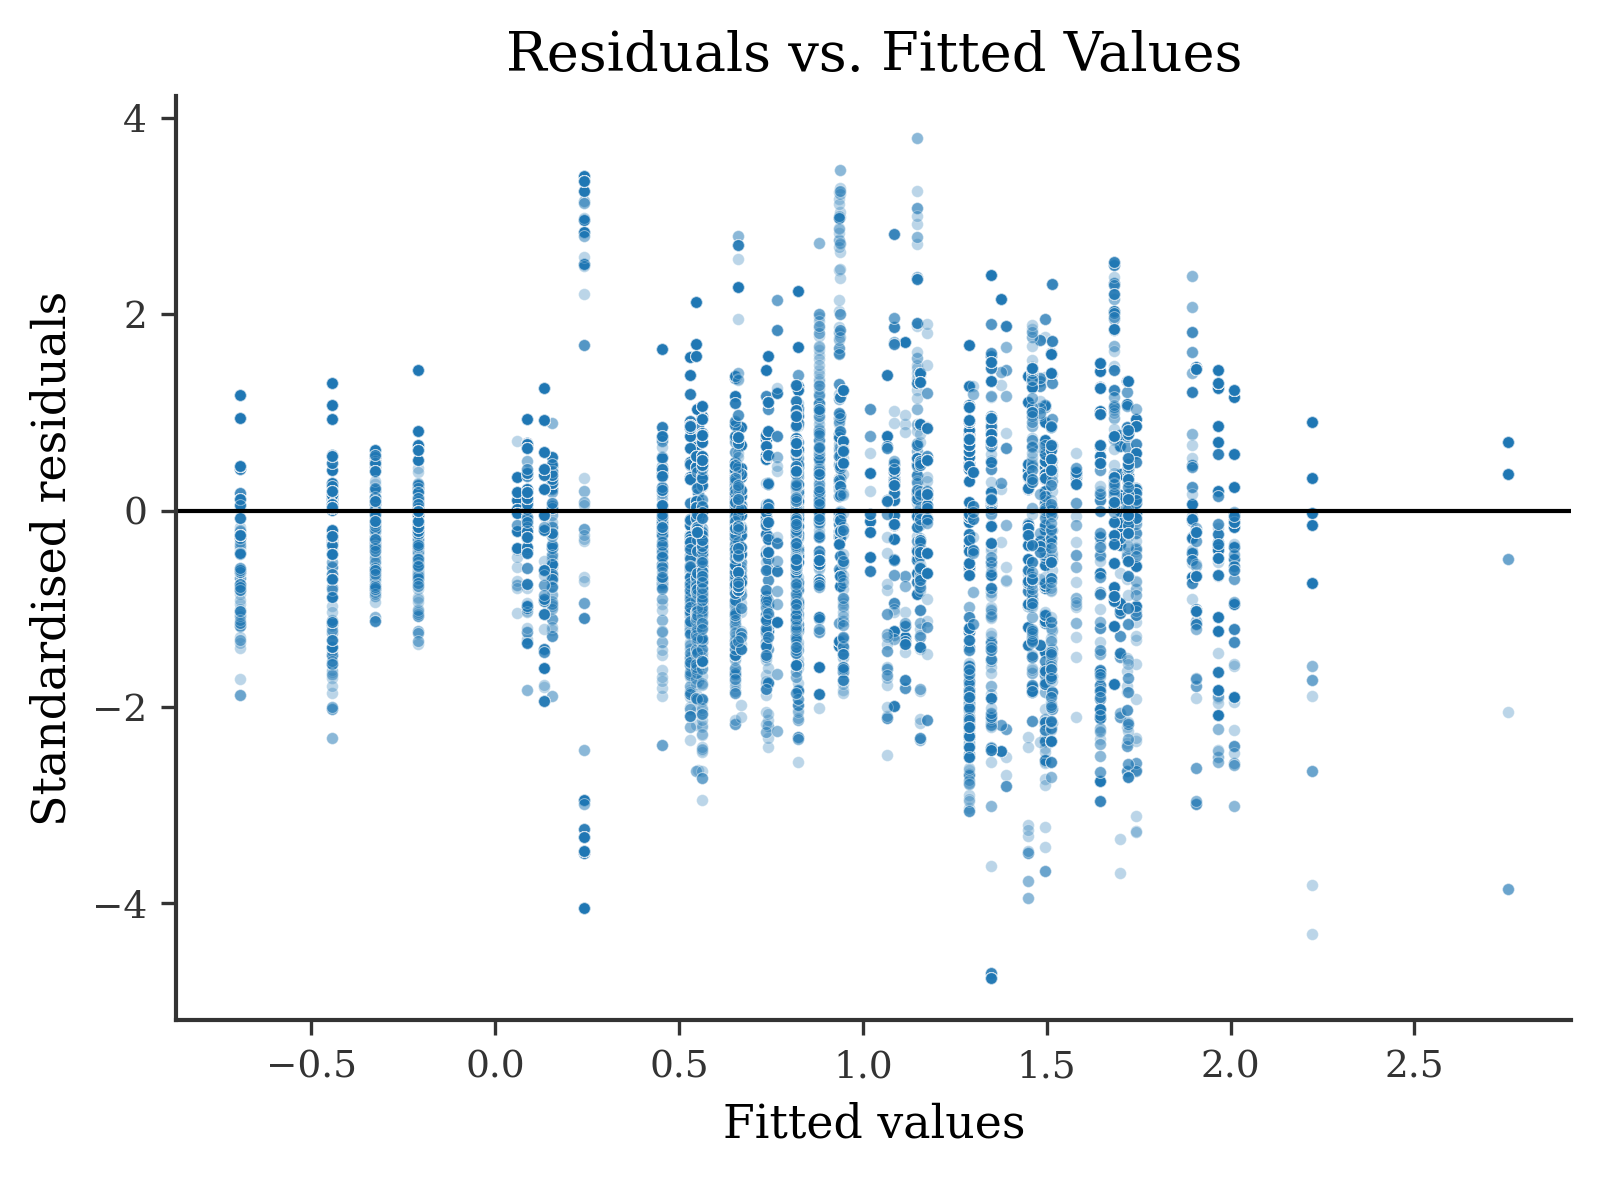 Residuals vs. Fitted Values
Standardised residuals
4
2
0
−2
−4
−0.5 0.0 0.5 1.0 1.5 2.0 2.5
Fitted values